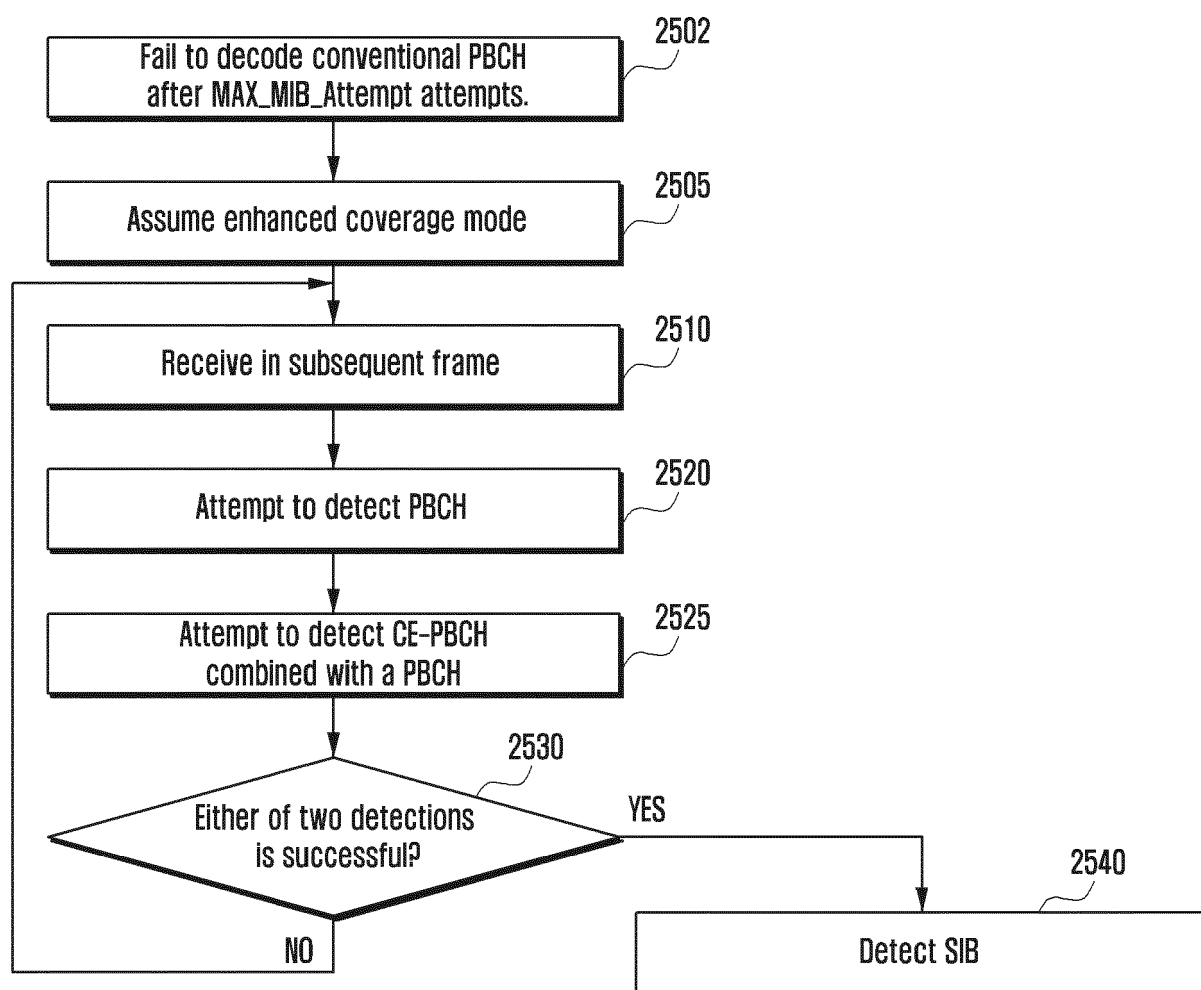 2502
Fail to decode conventional PBCH
after MAX_MIB_Attempt attempts.
2505
Assume enhanced coverage mode
2510
Receive in subsequent frame
2520
Attempt to detect PBCH
2525
Attempt to detect CE-PBCH
combined with a PBCH
2530
Either of two detections
is successful?
YES
2540
NO
Detect SIB